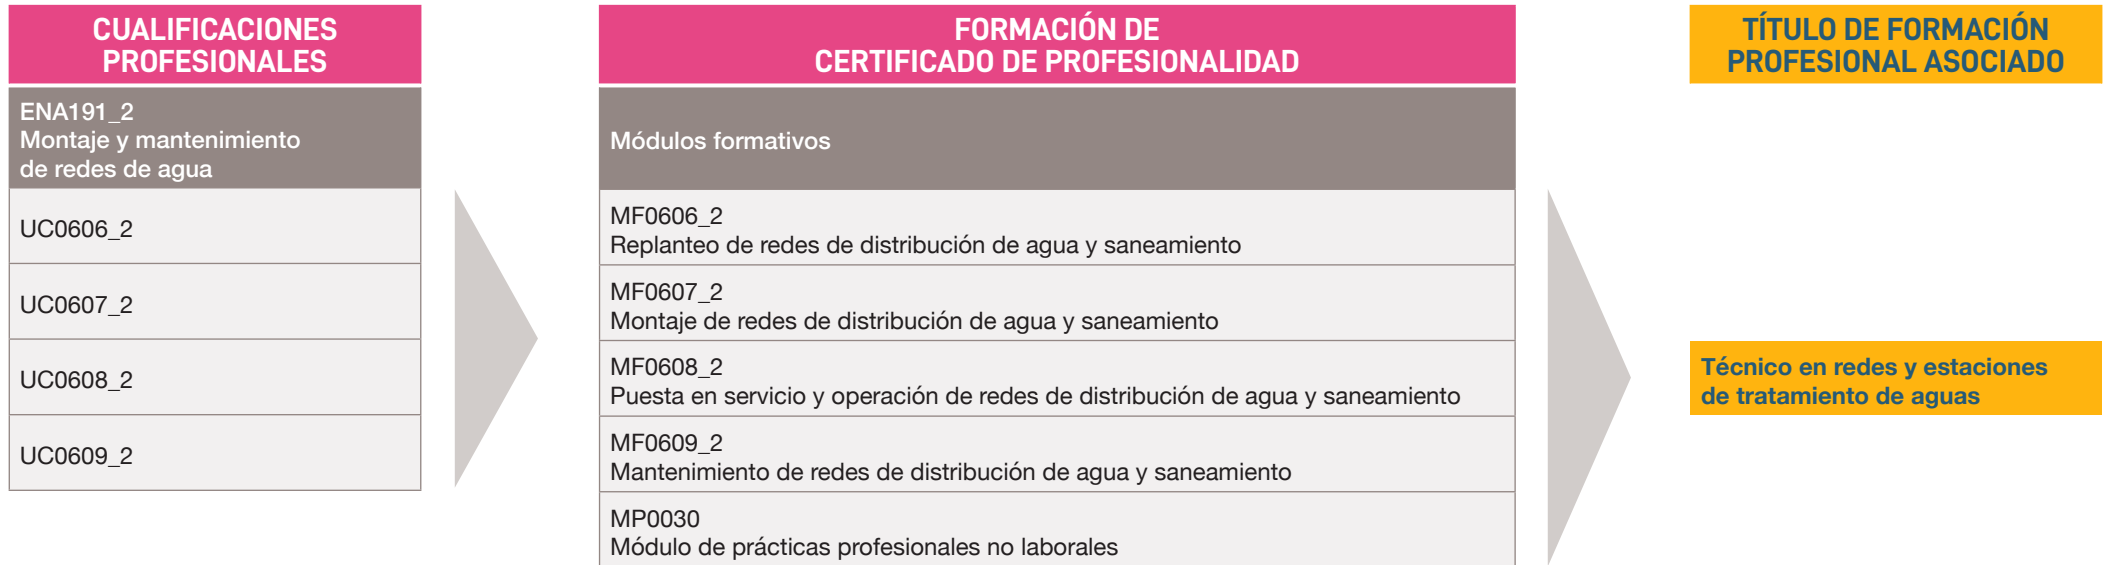 CUALIFICACIONES
PROFESIONALES
ENA191_2
Montaje y mantenimiento
de redes de agua
UC0606_2
UC0607_2
UC0608_2
UC0609_2
FORMACIÓN DE
CERTIFICADO DE PROFESIONALIDAD
Módulos formativos
MF0606_2
Replanteo de redes de distribución de agua y saneamiento
MF0607_2
Montaje de redes de distribución de agua y saneamiento
MF0608_2
Puesta en servicio y operación de redes de distribución de agua y saneamiento
MF0609_2
Mantenimiento de redes de distribución de agua y saneamiento
MP0030
Módulo de prácticas profesionales no laborales
TÍTULO DE FORMACIÓN
PROFESIONAL ASOCIADO
Técnico en redes y estaciones
de tratamiento de aguas